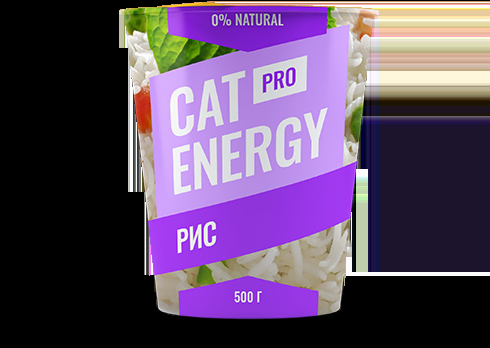 0% NATURAL
CAT PRO
ENERGY
РИС
500 Г